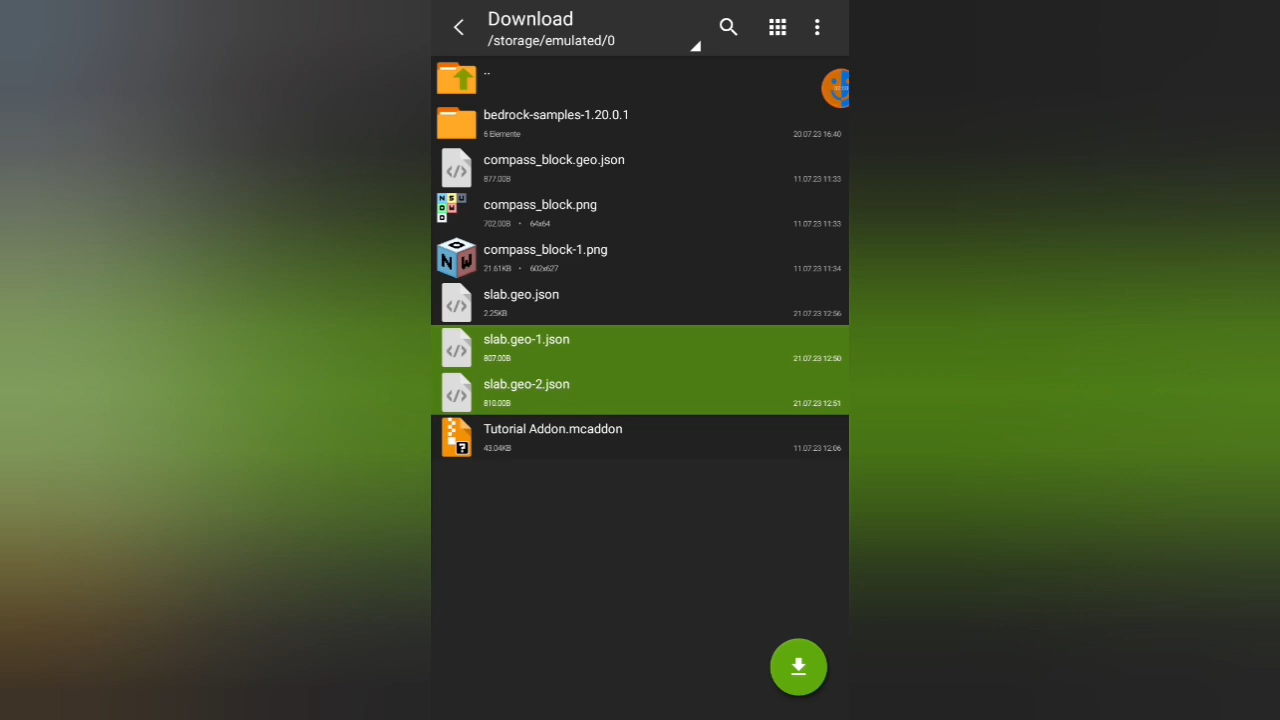 Download
/storage/emulated/0
..
bedrock-samples-1.20.0.1
6 Elemente
20.07.23 16:40
compass_block.geo.json
877.00B
11.07.23 11:33
compass_block.png
702.00B • 64x64
11.07.23 11:33
compass_block-1.png
21.61KB • 602x627
11.07.23 11:34
slab.geo.json
2.25KB
21.07.23 12:56
slab.geo-1.json
807.00B
21.07.23 12:50
slab.geo-2.json
810.00B
21.07.23 12:51
Tutorial Addon.mcaddon
43.04KB
11.07.23 12:06